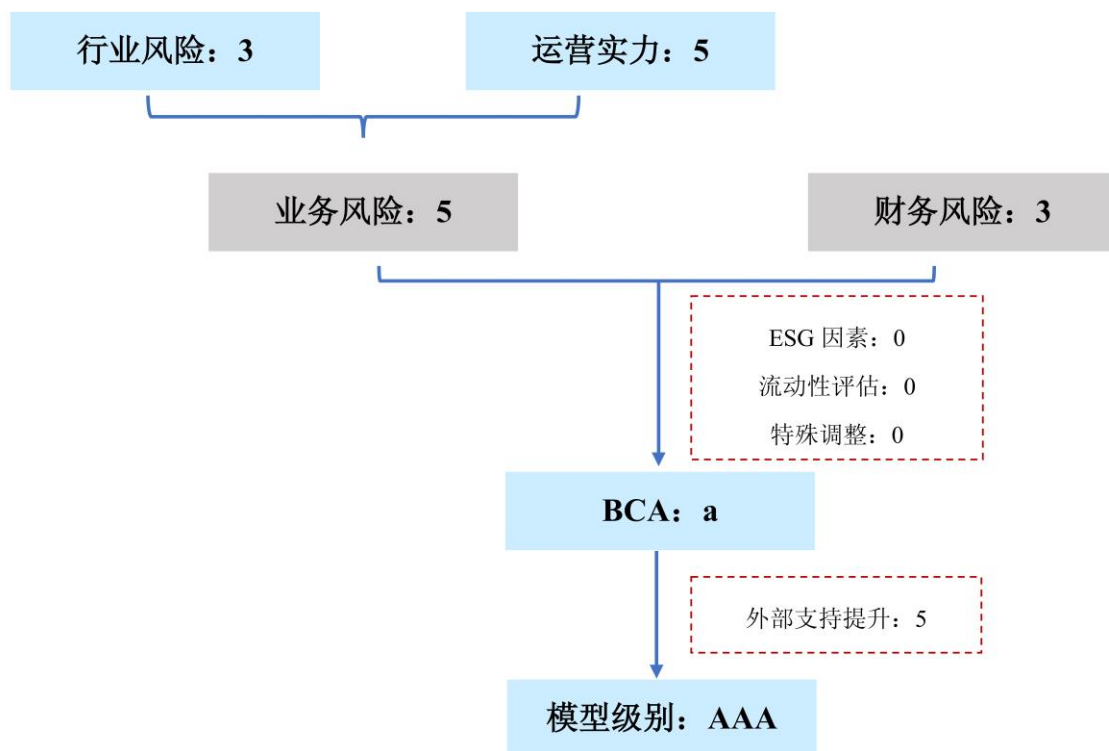 行业风险：3
运营实力：5
业务风险：5
财务风险：3
ESG 因素：0
流动性评估：0
特殊调整：0
BCA：a
外部支持提升：5
模型级别：AAA